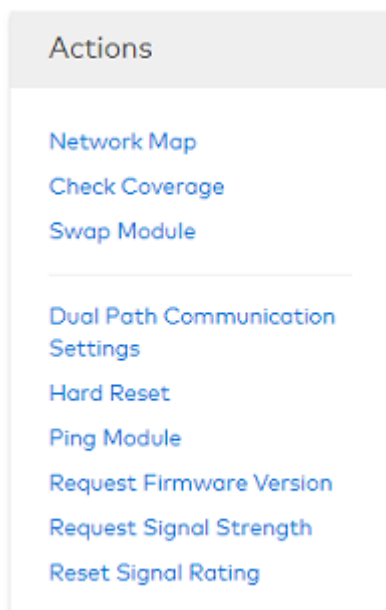 Actions
Network Map
Check Coverage
Swap Module
Dual Path Communication
Settings
Hard Reset
Ping Module
Request Firmware Version
Request Signal Strength
Reset Signal Rating